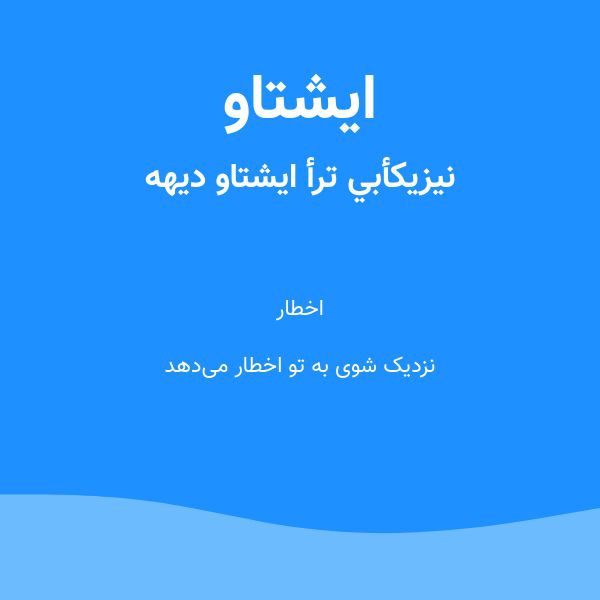 ایشتاو
نیزیکأبي ترأ ایشتاو دیهه
اخطار
نزدیک شوی به تو اخطار می‌دهد